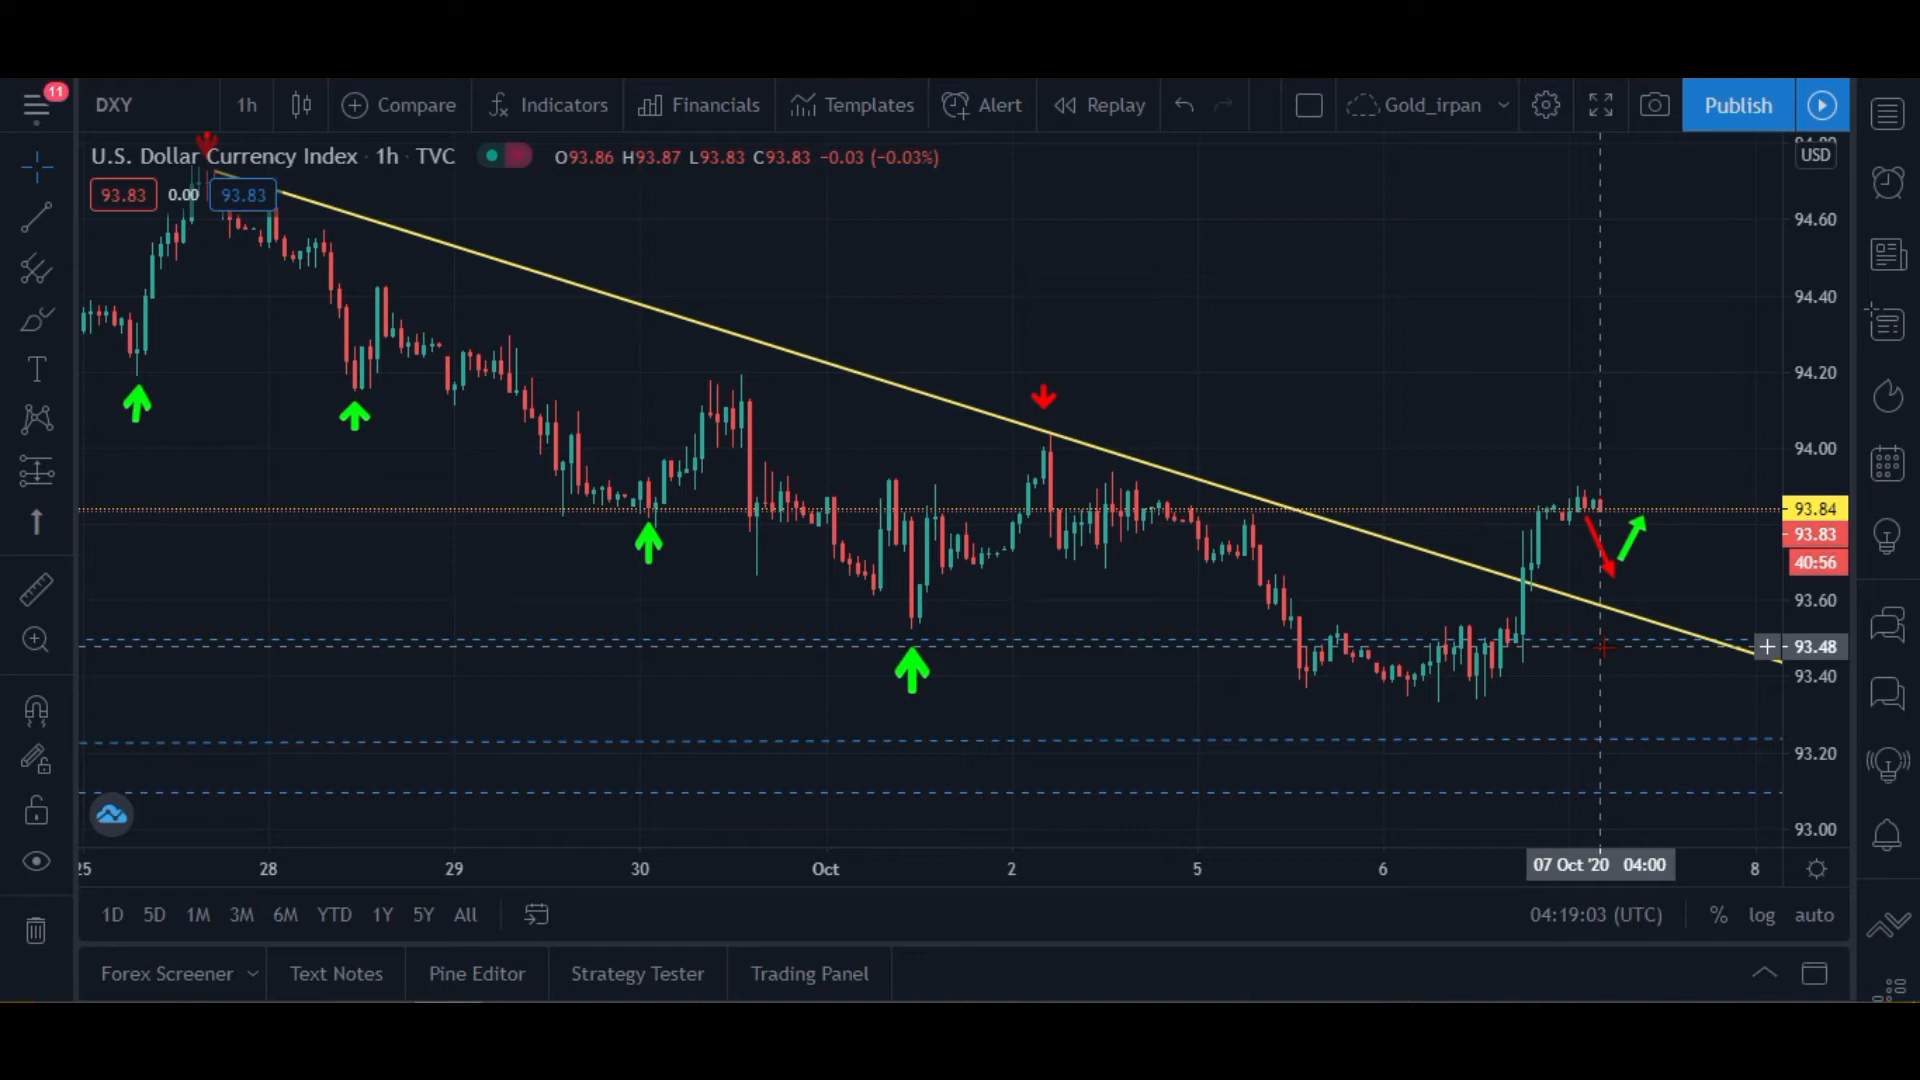 11
DXY 1h Compare Indicators Financials Templates Alert Replay Gold_irpan Publish
U.S. Dollar Currency Index · 1h · TVC O93.86 H93.87 L93.83 C93.83 −0.03 (−0.03%)
USD
93.83 0.00 93.83
94.60
94.40
94.20
94.00
93.84
93.83
40:56
93.60
93.48
93.40
93.20
93.00
25 28 29 30 Oct 2 5 6 07 Oct '20 04:00 8
1D 5D 1M 3M 6M YTD 1Y 5Y All 04:19:03 (UTC) % log auto
Forex Screener Text Notes Pine Editor Strategy Tester Trading Panel